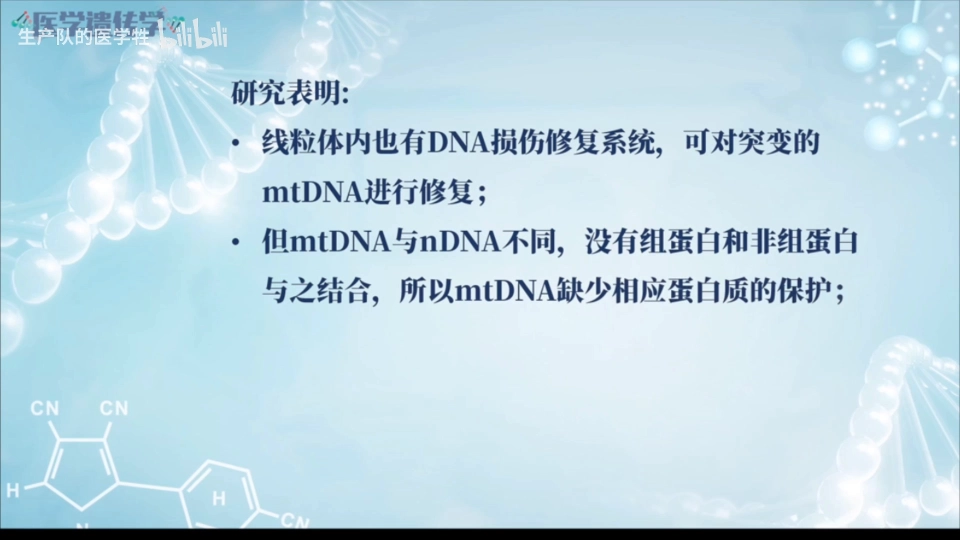 医学遗传学
生产队的医学牲 bilibili
研究表明:
• 线粒体内也有DNA损伤修复系统，可对突变的
mtDNA进行修复；
• 但mtDNA与nDNA不同，没有组蛋白和非组蛋白
与之结合，所以mtDNA缺少相应蛋白质的保护；
CN CN
H
H
N
CN